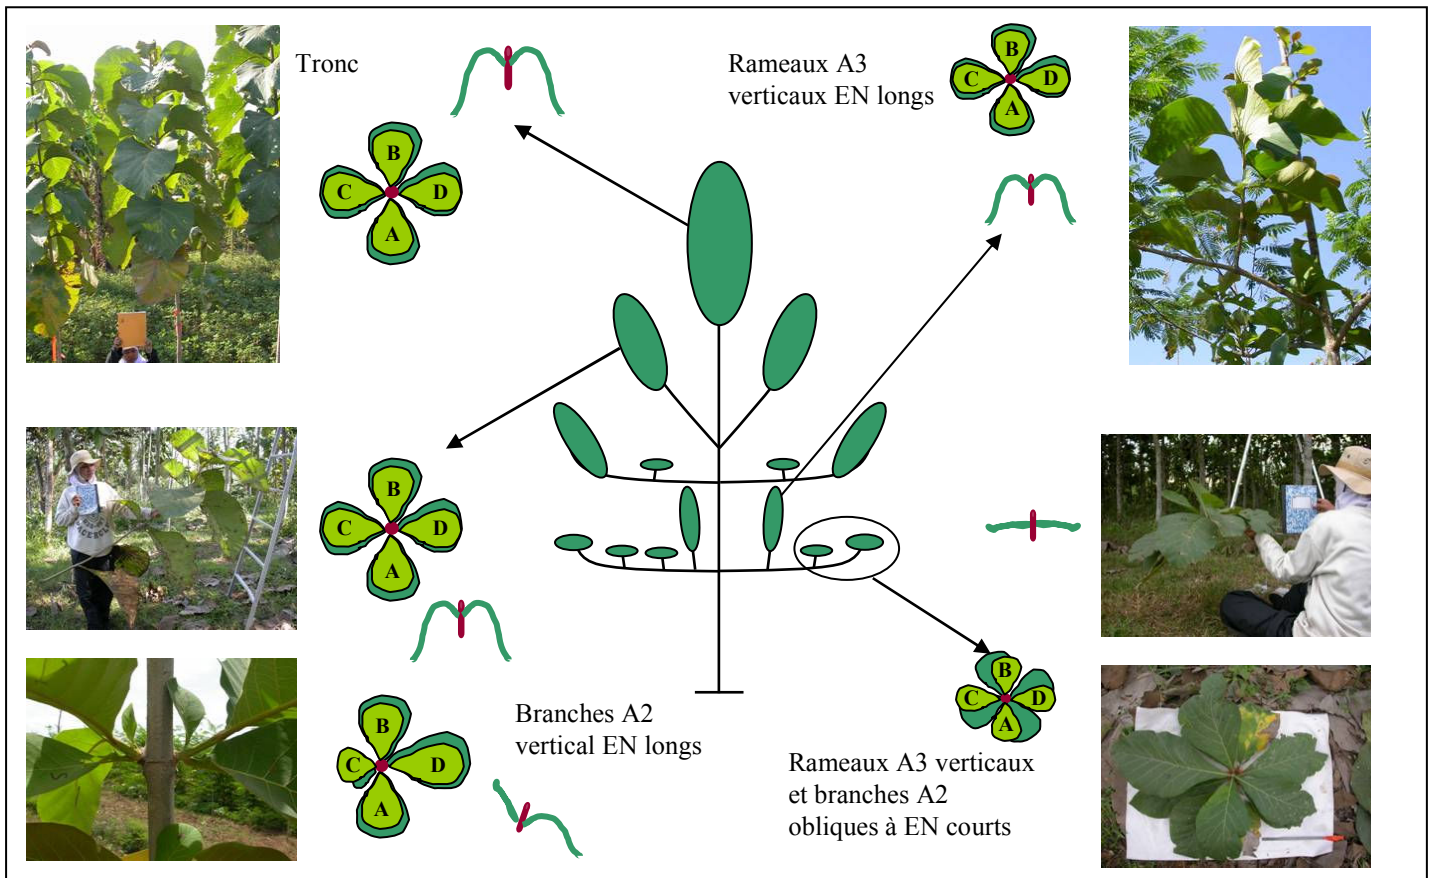 Tronc
B
C
D
A
Rameaux A3
verticaux EN longs
B
C
D
A
B
C
D
A
Branches A2
vertical EN longs
B
C
D
A
B
C
D
A
Rameaux A3 verticaux
et branches A2
obliques à EN courts